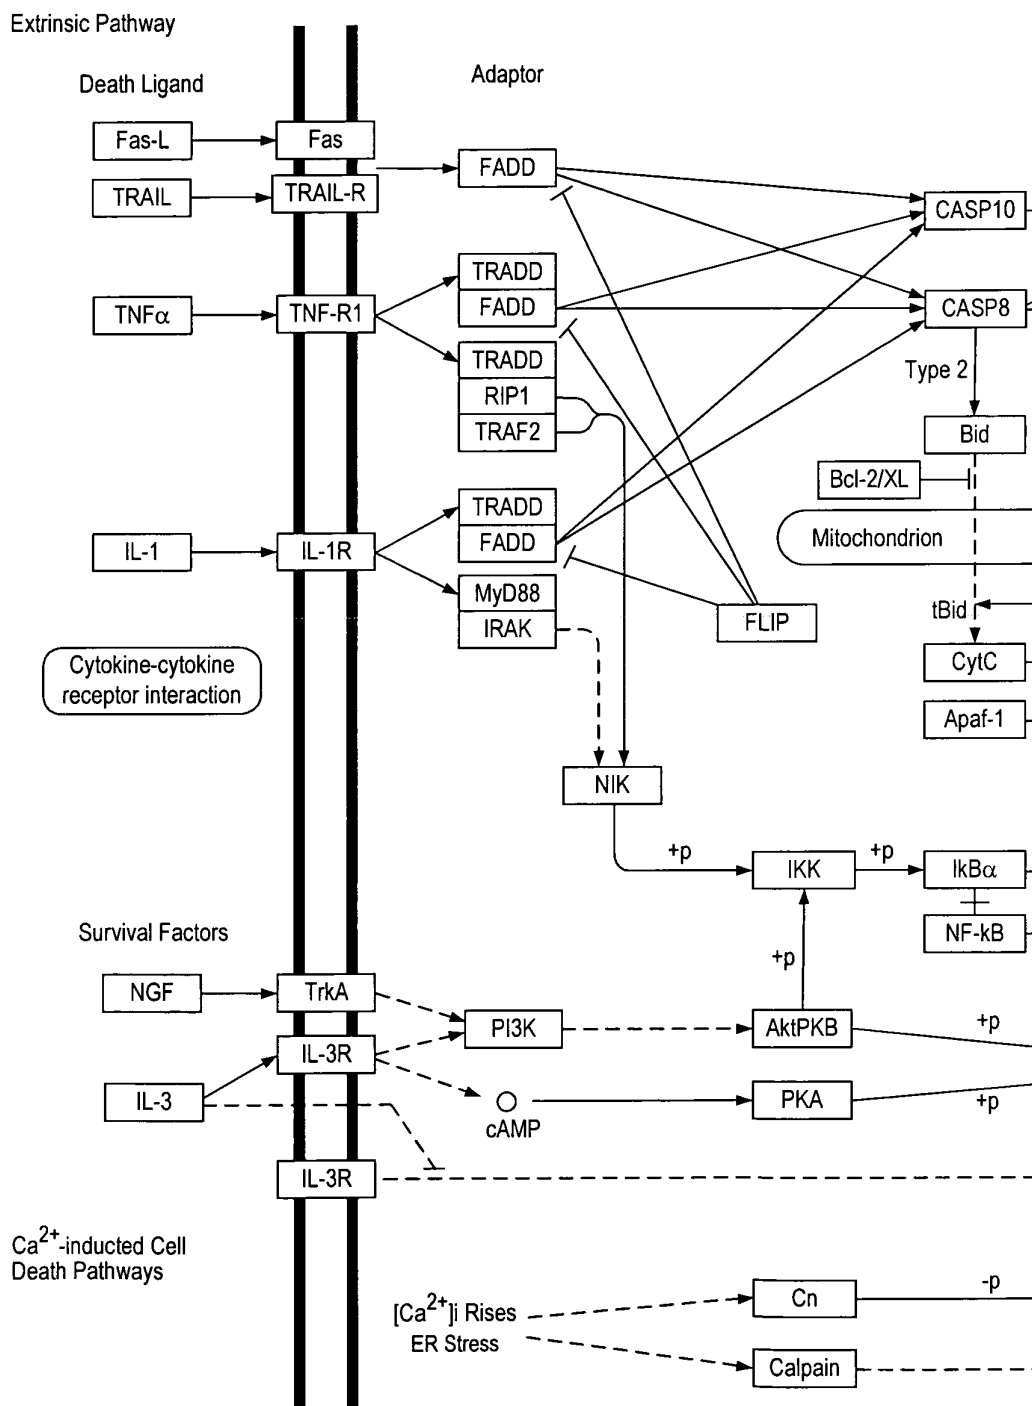 Extrinsic Pathway
Death Ligand
Adaptor
Fas-L
Fas
FADD
TRAIL
TRAIL-R
CASP10
TRADD
FADD
TNFα
TNF-R1
CASP8
TRADD
RIP1
TRAF2
Type 2
Bid
Bcl-2/XL
TRADD
FADD
IL-1
IL-1R
Mitochondrion
MyD88
IRAK
FLIP
tBid
CytC
Cytokine-cytokine
receptor interaction
Apaf-1
NIK
+p
+p
IKK
IkBα
Survival Factors
NF-kB
+p
NGF
TrkA
PI3K
AktPKB
+p
IL-3R
IL-3
cAMP
PKA
+p
IL-3R
Ca2+-inducted Cell
Death Pathways
[Ca2+]i Rises
ER Stress
Cn
-p
Calpain